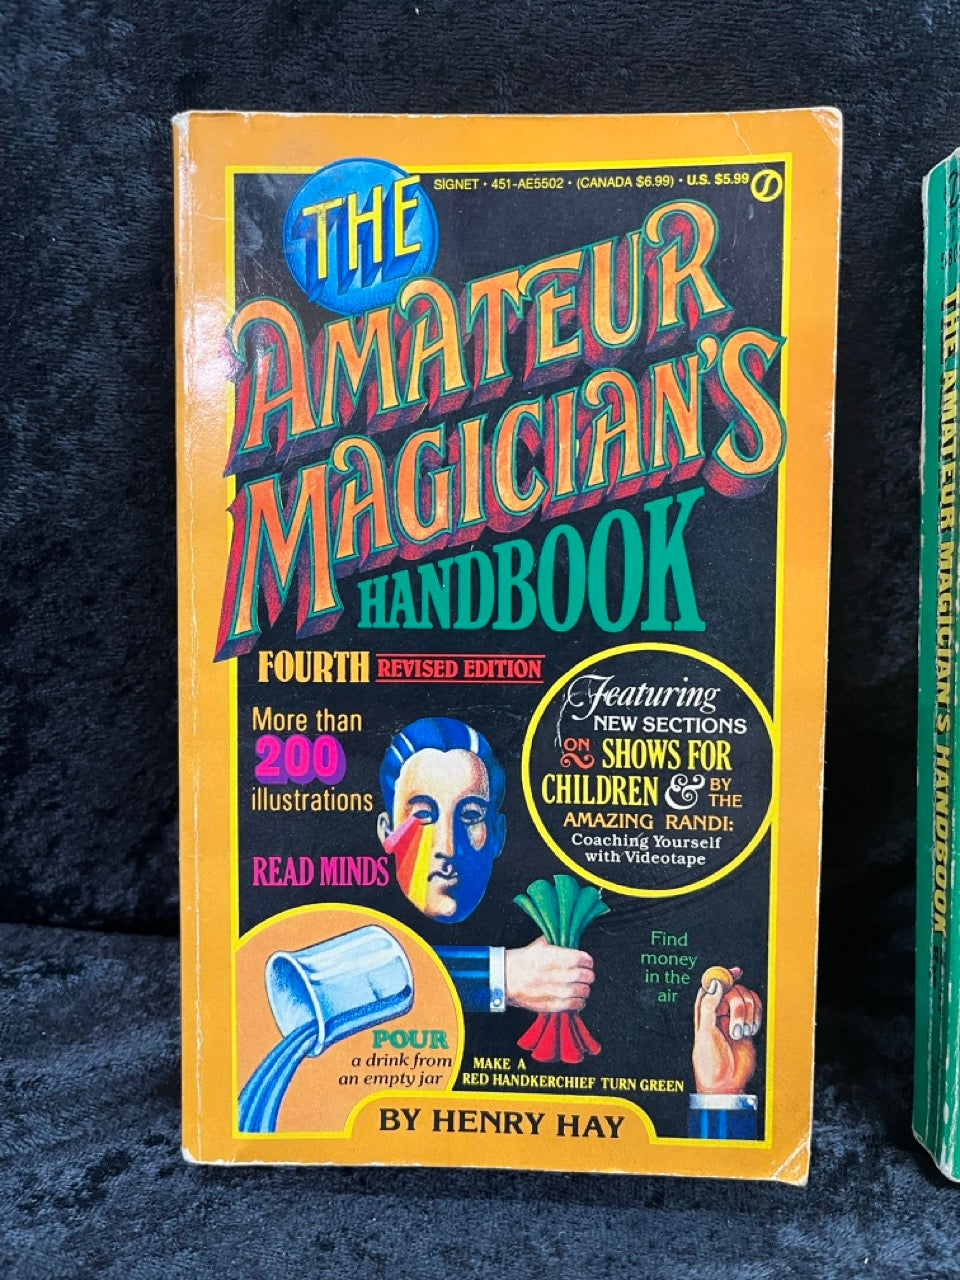 SIGNET • 451-AE5502 • (CANADA $6.99) • U.S. $5.99
THE
AMATEUR
MAGICIAN'S
HANDBOOK
FOURTH REVISED EDITION
More than
200
illustrations
READ MINDS
Featuring
NEW SECTIONS
ON SHOWS FOR
CHILDREN & BY
THE
AMAZING RANDI:
Coaching Yourself
with Videotape
Find
money
in the
air
POUR
a drink from
an empty jar
MAKE A
RED HANDKERCHIEF TURN GREEN
BY HENRY HAY
THE AMATEUR MAGICIAN'S HANDBOOK